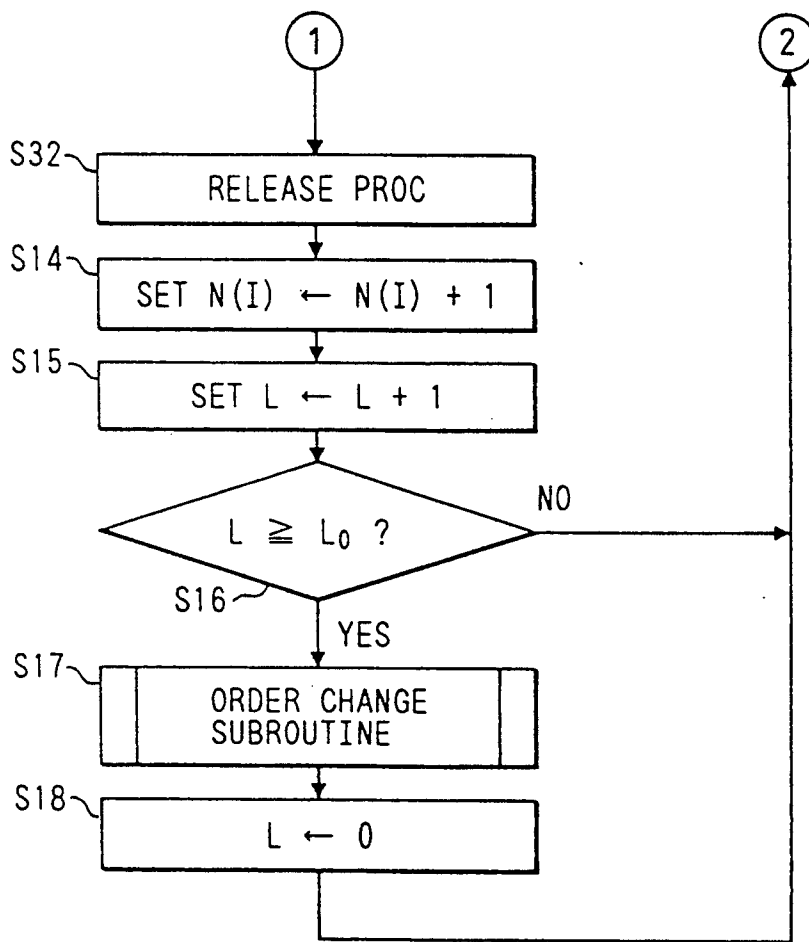 1
2
S32
RELEASE PROC
S14
SET N(I) ← N(I) + 1
S15
SET L ← L + 1
L ≧ L₀ ?
NO
S16
YES
S17
ORDER CHANGE
SUBROUTINE
S18
L ← 0